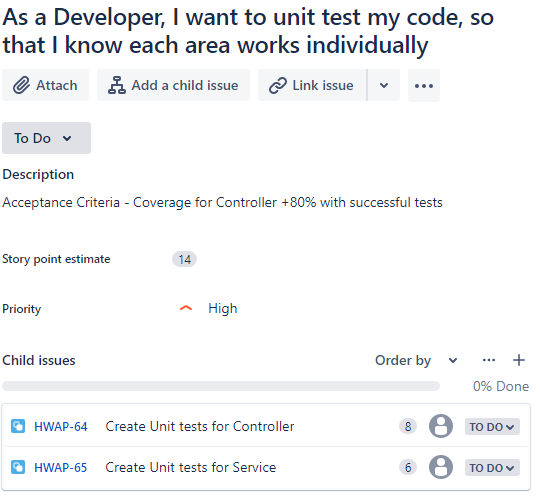 As a Developer, I want to unit test my code, so
that I know each area works individually
Attach
Add a child issue
Link issue
To Do
Description
Acceptance Criteria - Coverage for Controller +80% with successful tests
Story point estimate 14
Priority High
Child issues Order by
0% Done
HWAP-64 Create Unit tests for Controller 8 TO DO
HWAP-65 Create Unit tests for Service 6 TO DO